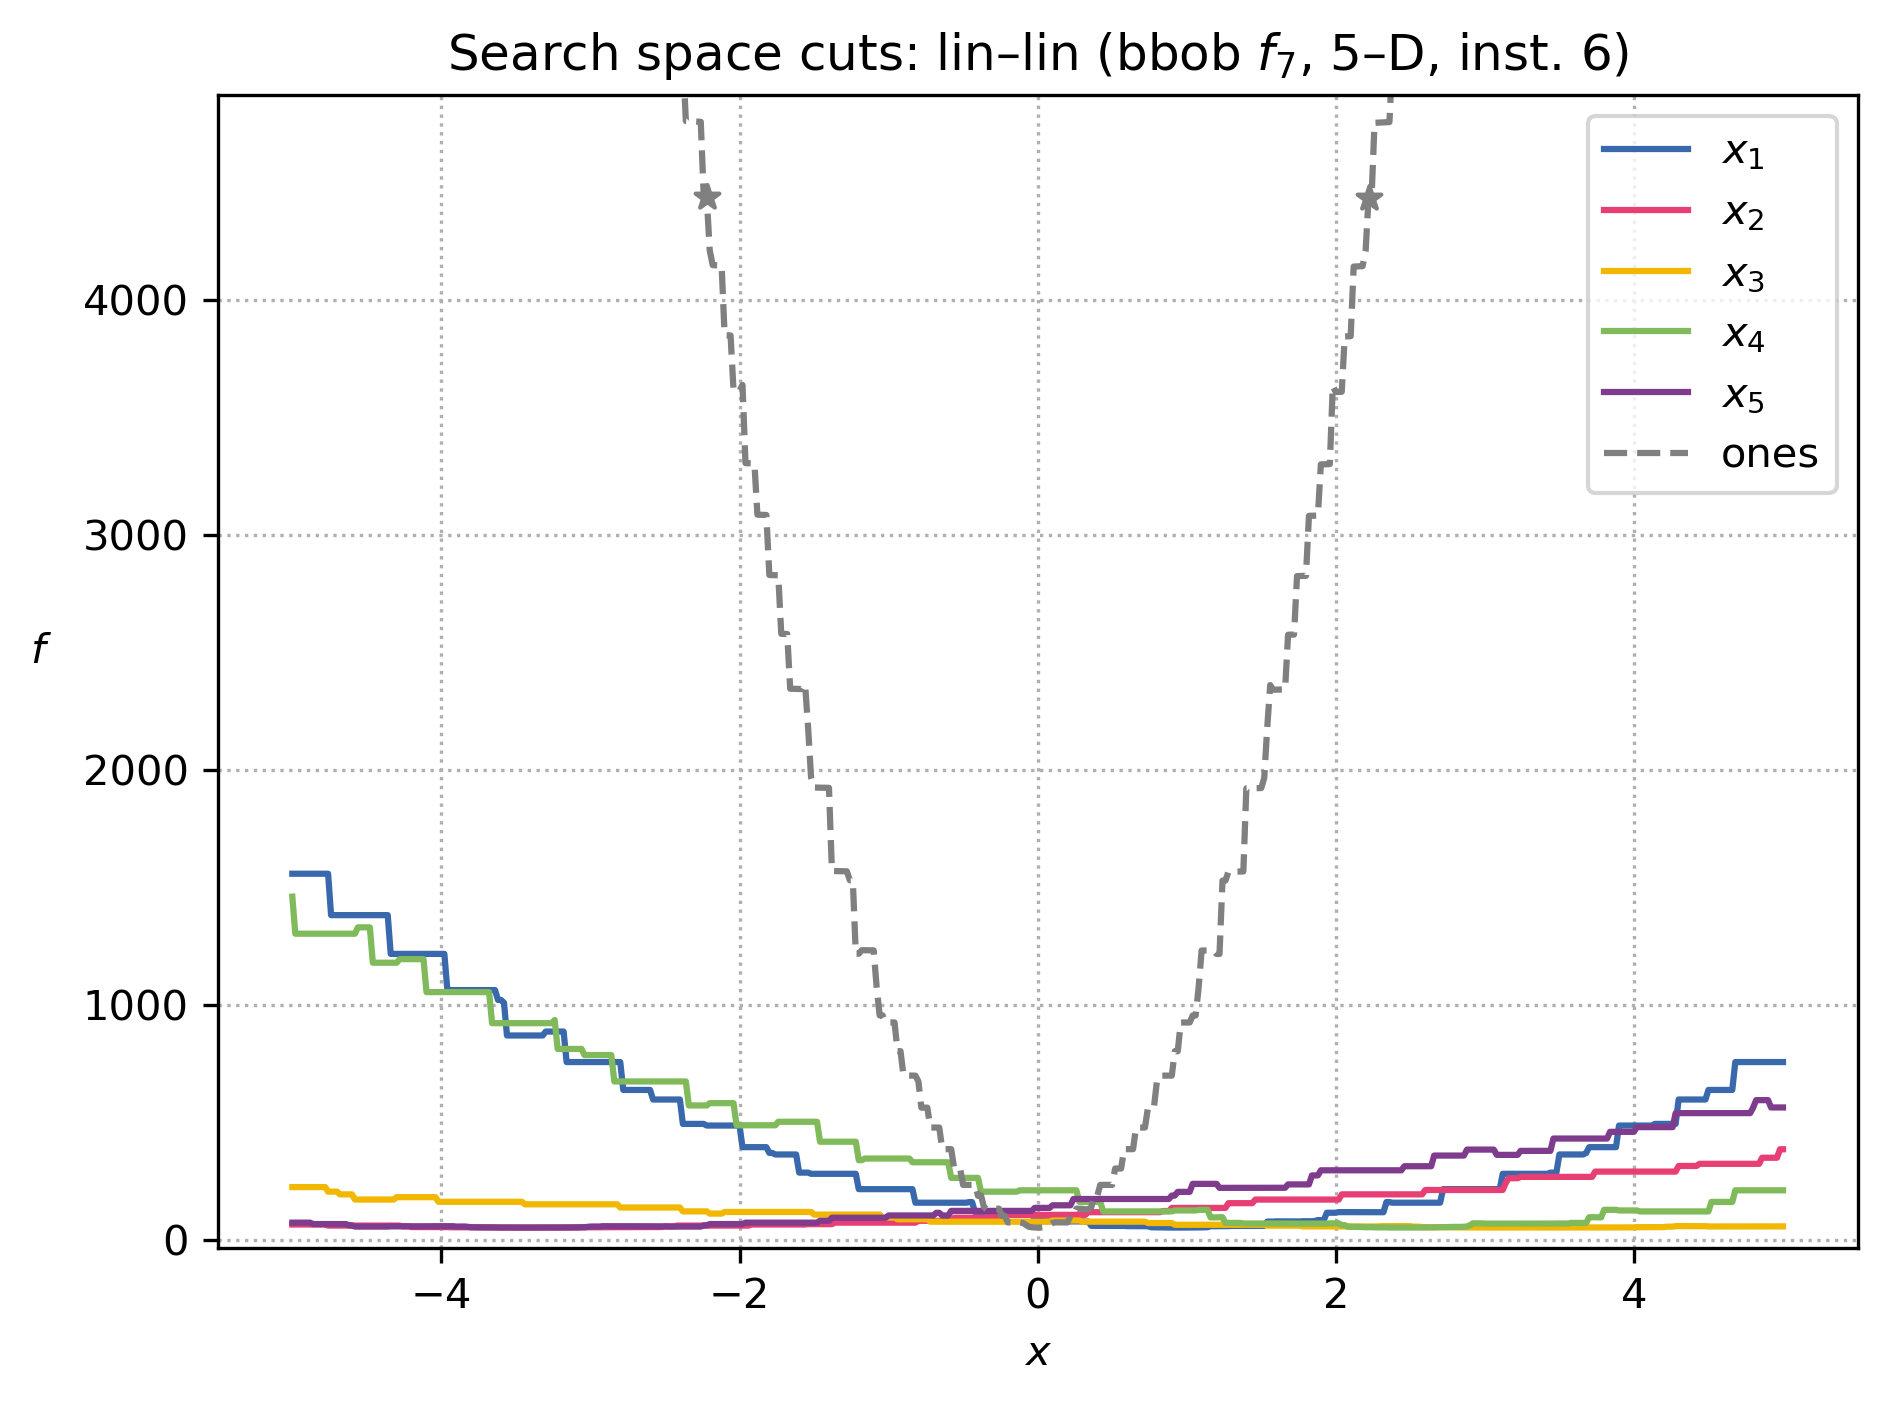 Search space cuts: lin–lin (bbob f₇, 5–D, inst. 6)
x₁
x₂
x₃
x₄
x₅
ones
4000
3000
2000
1000
0
f
−4
−2
0
2
4
x